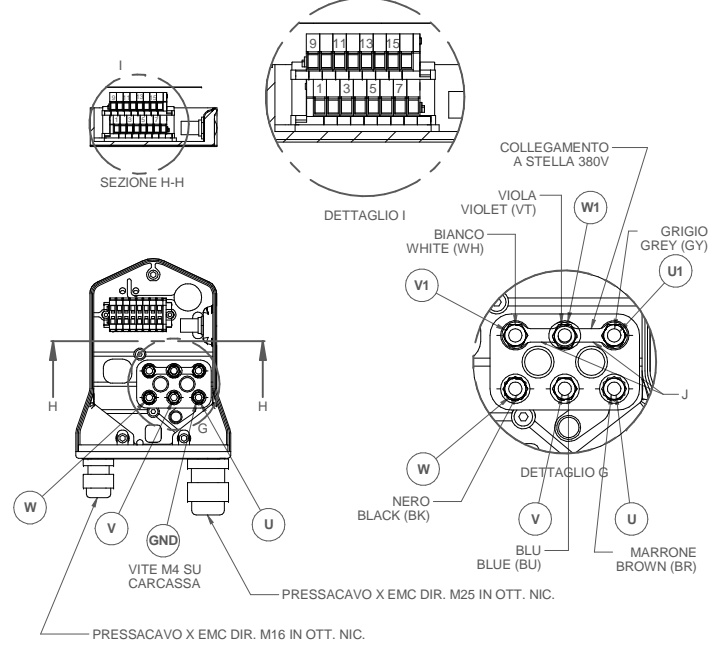 I
SEZIONE H-H
9 11 13 15
1 3 5 7
DETTAGLIO I
COLLEGAMENTO
A STELLA 380V
VIOLA
VIOLET (VT)
W1
BIANCO
WHITE (WH)
GRIGIO
GREY (GY)
V1
U1
J
H
H
G
DETTAGLIO G
W
V
GND
U
VITE M4 SU
CARCASSA
W
NERO
BLACK (BK)
V
U
BLU
BLUE (BU)
MARRONE
BROWN (BR)
PRESSACAVO X EMC DIR. M25 IN OTT. NIC.
PRESSACAVO X EMC DIR. M16 IN OTT. NIC.